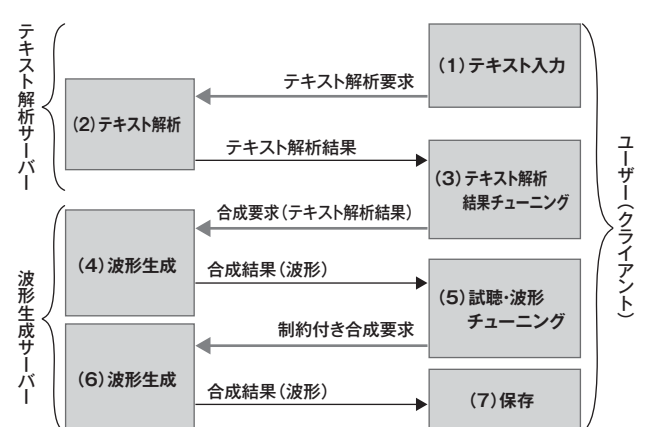 テキスト解析サーバー
(1)テキスト入力
テキスト解析要求
(2)テキスト解析
テキスト解析結果
(3)テキスト解析
結果チューニング
ユーザー(クライアント)
合成要求(テキスト解析結果)
波形生成サーバー
(4)波形生成
合成結果(波形)
(5)試聴・波形
チューニング
制約付き合成要求
(6)波形生成
合成結果(波形)
(7)保存